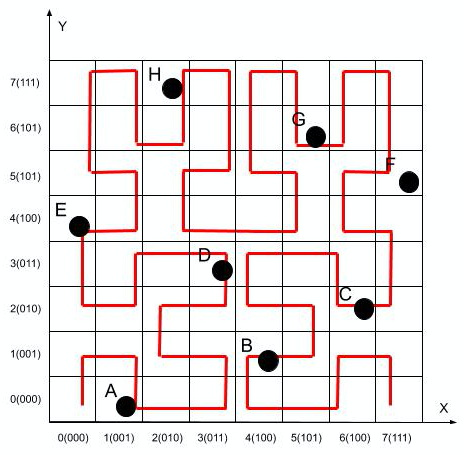 Y
7(111)
H
6(101)
G
5(101)
F
4(100)
E
3(011)
D
2(010)
C
1(001)
B
0(000)
A
X
0(000) 1(001) 2(010) 3(011) 4(100) 5(101) 6(100) 7(111)